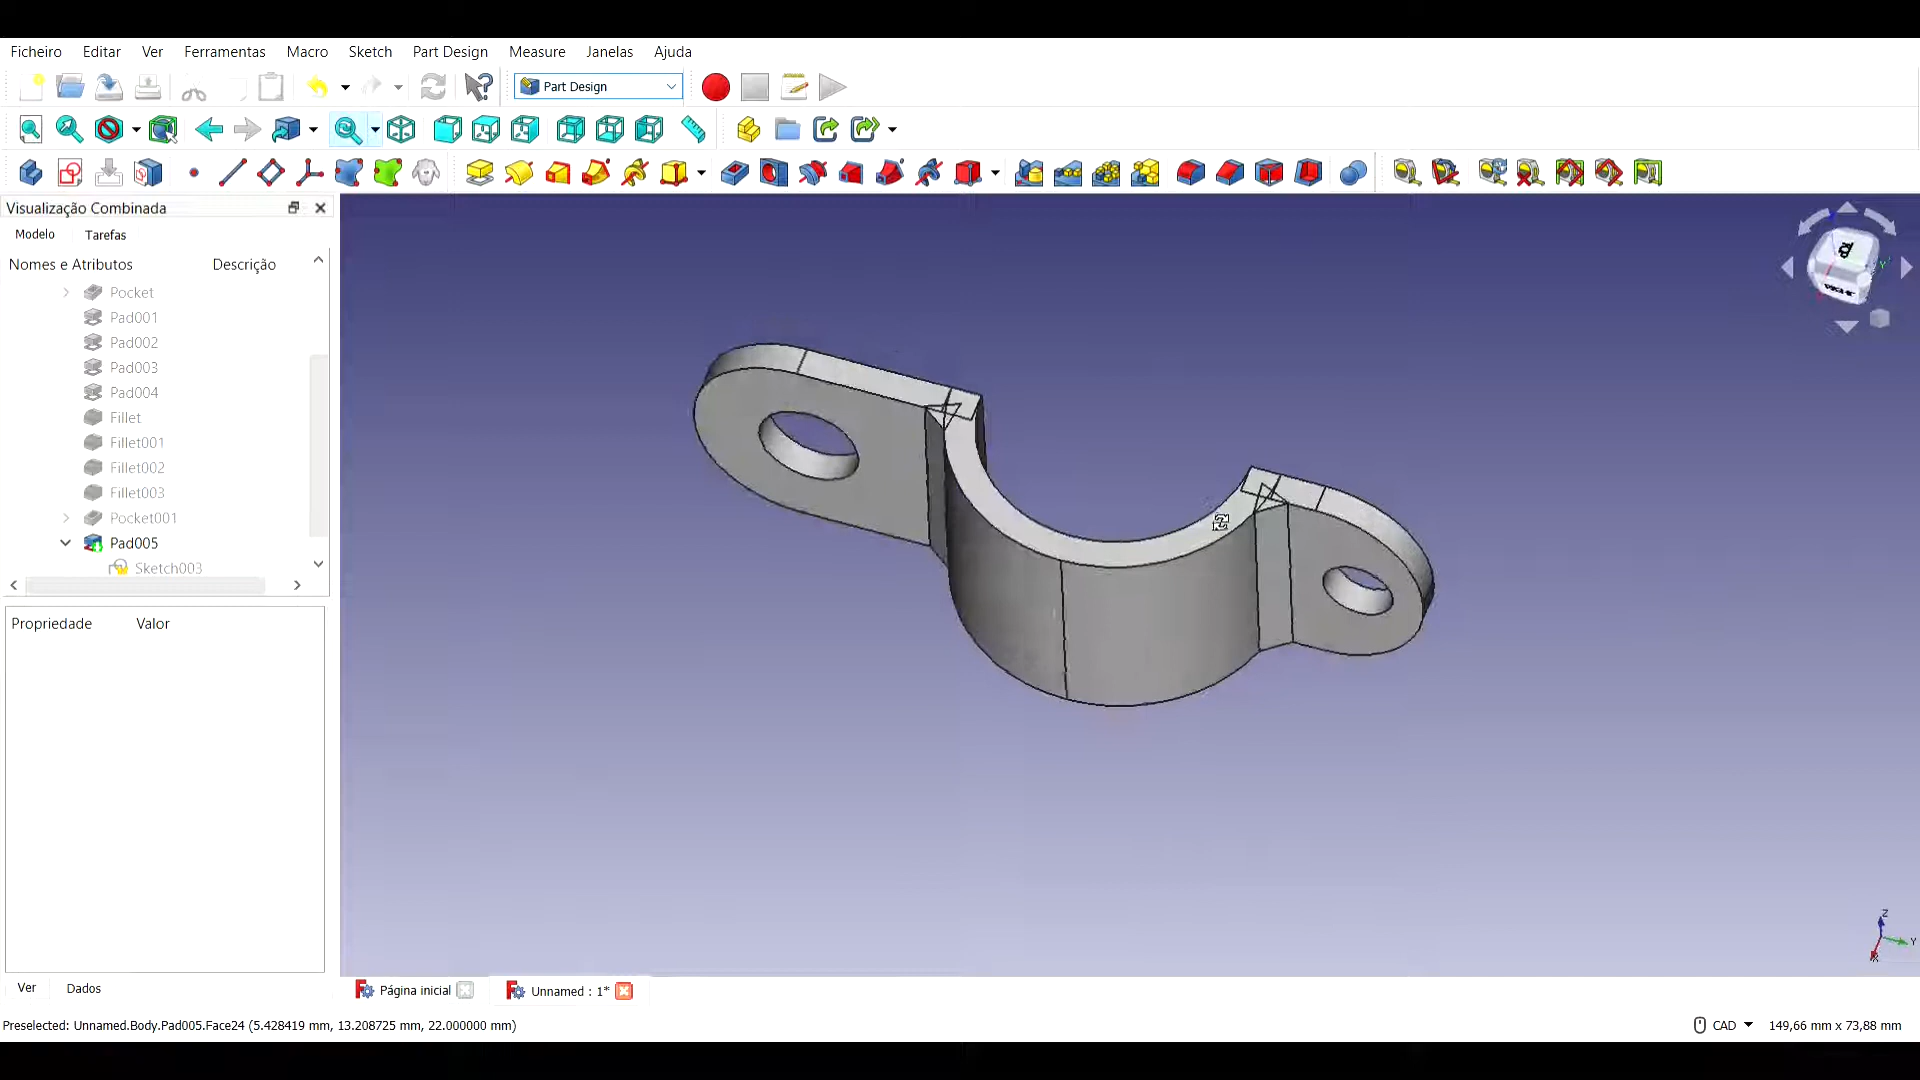 Ficheiro Editar Ver Ferramentas Macro Sketch Part Design Measure Janelas Ajuda
Part Design
Visualização Combinada
Modelo Tarefas
Nomes e Atributos Descrição
Pocket
Pad001
Pad002
Pad003
Pad004
Fillet
Fillet001
Fillet002
Fillet003
Pocket001
Pad005
Sketch003
Propriedade Valor
Z
Y
X
Ver Dados
Página inicial Unnamed : 1*
Preselected: Unnamed.Body.Pad005.Face24 (5.428419 mm, 13.208725 mm, 22.000000 mm) CAD 149,66 mm x 73,88 mm